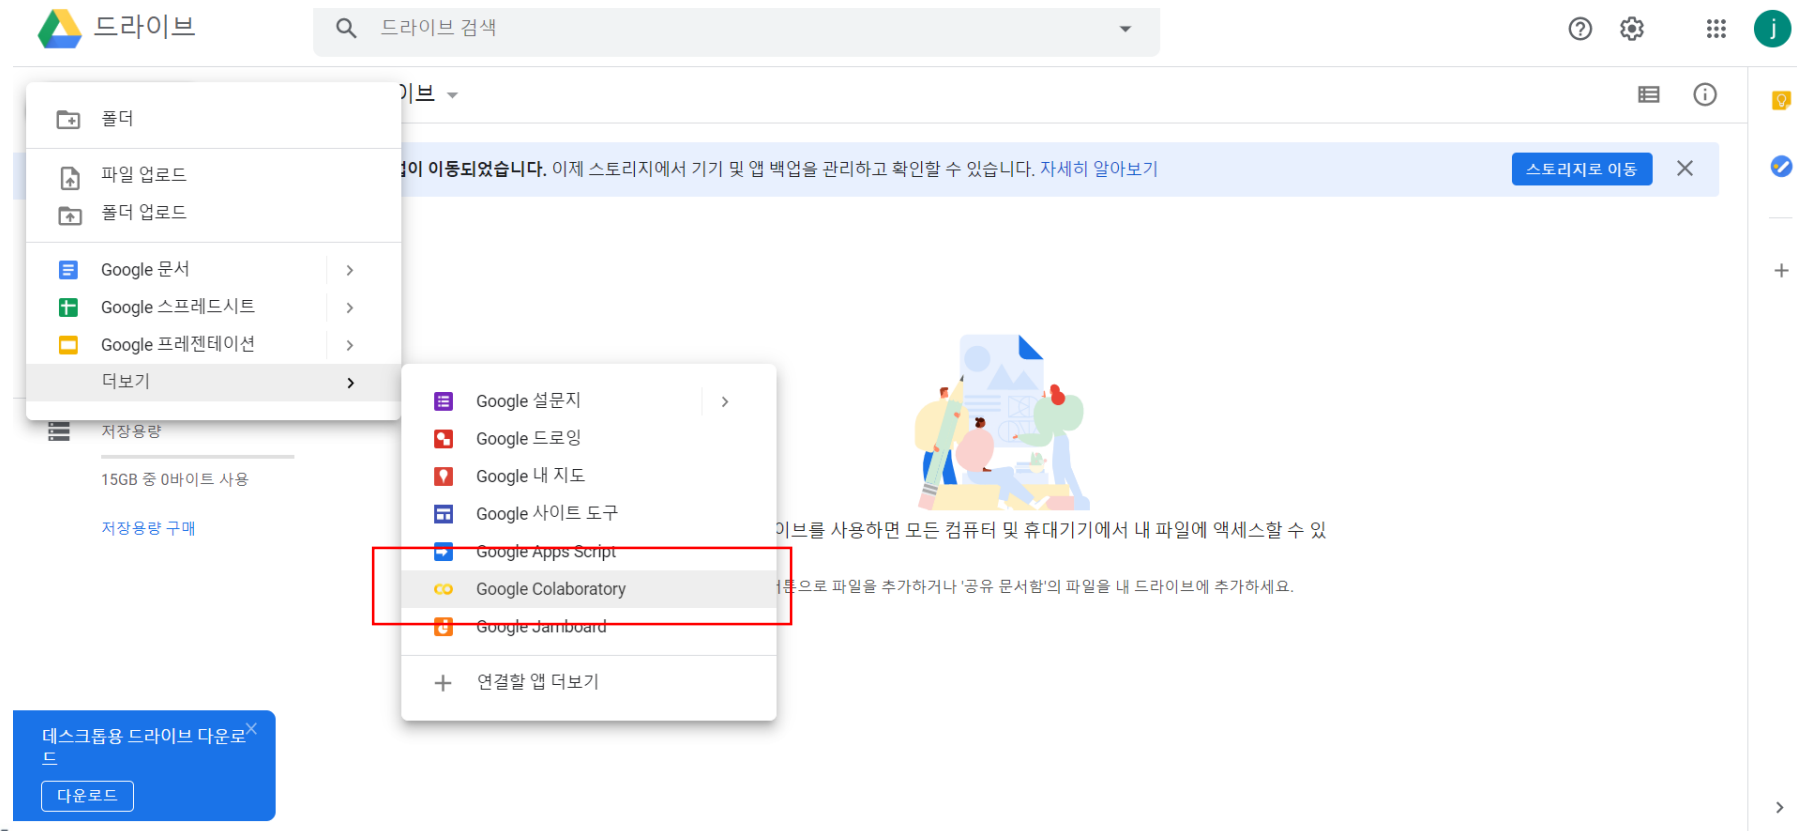 드라이브
드라이브 검색
j
이브
폴더
파일 업로드
폴더 업로드
Google 문서
Google 스프레드시트
Google 프레젠테이션
더보기
이 이동되었습니다. 이제 스토리지에서 기기 및 앱 백업을 관리하고 확인할 수 있습니다. 자세히 알아보기
스토리지로 이동
Google 설문지
Google 드로잉
Google 내 지도
Google 사이트 도구
Google Apps Script
Google Colaboratory
Google Jamboard
연결할 앱 더보기
저장용량
15GB 중 0바이트 사용
저장용량 구매
이브를 사용하면 모든 컴퓨터 및 휴대기기에서 내 파일에 액세스할 수 있
튼으로 파일을 추가하거나 '공유 문서함'의 파일을 내 드라이브에 추가하세요.
데스크톱용 드라이브 다운로
드
다운로드